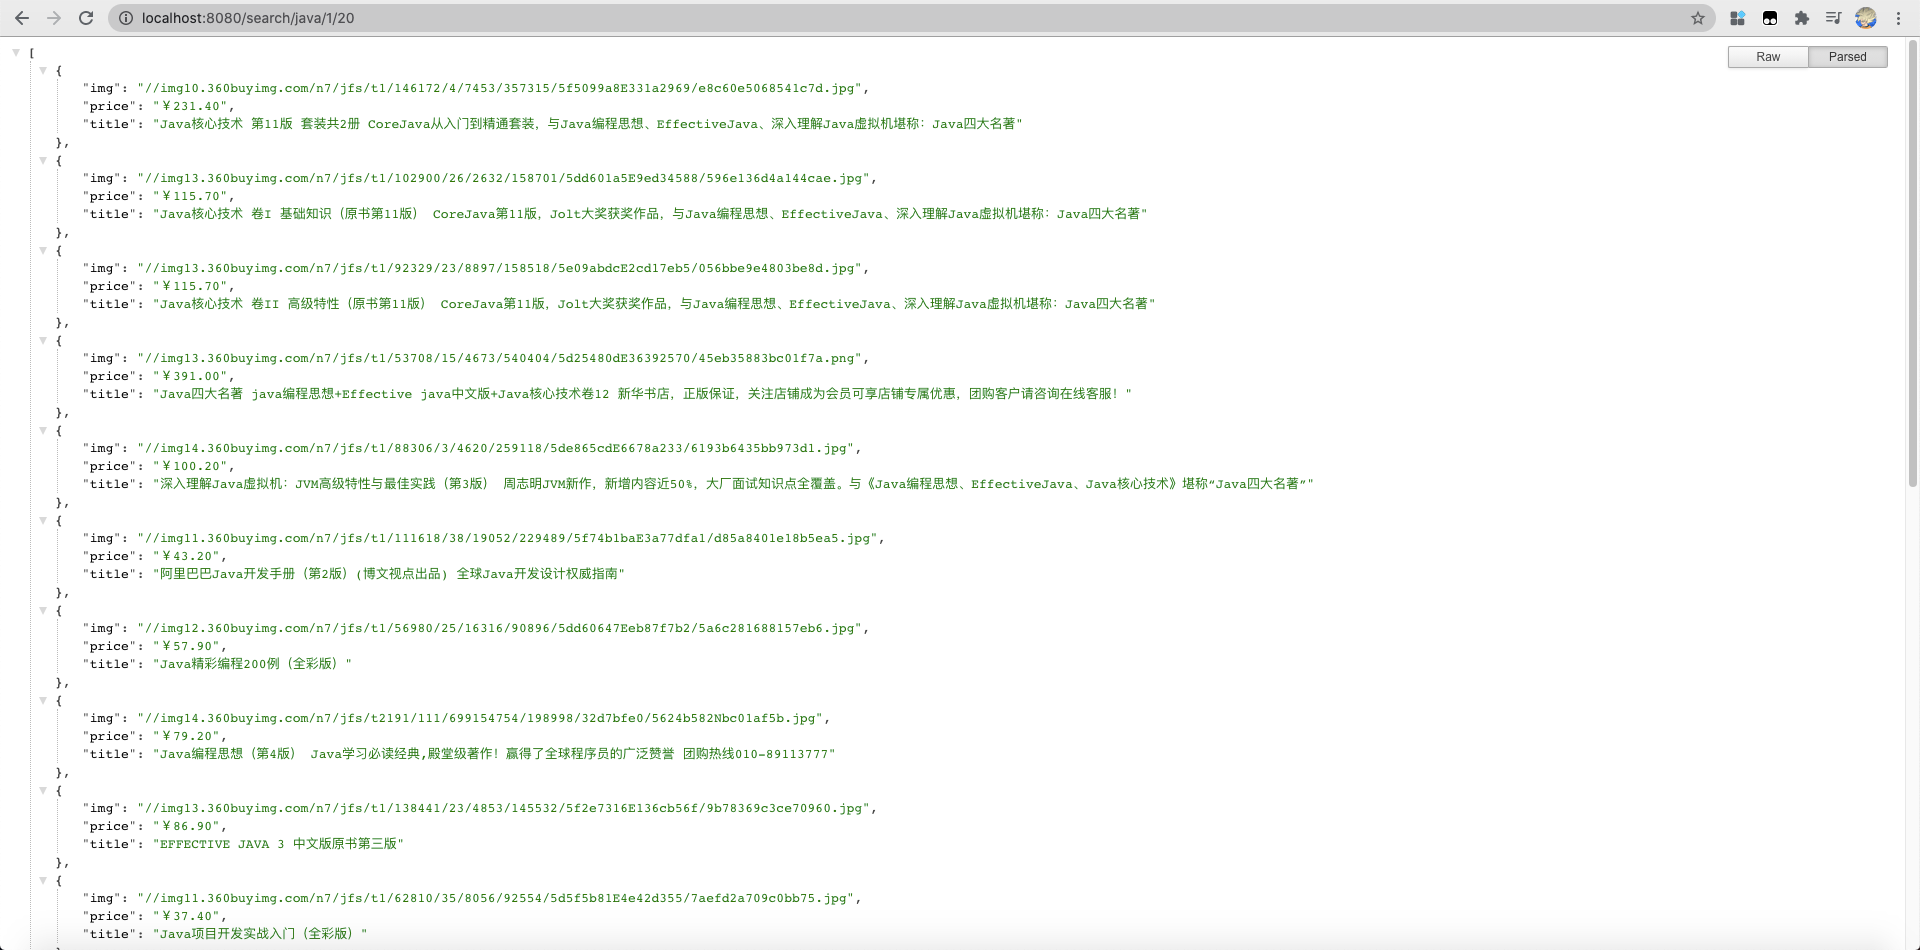 localhost:8080/search/java/1/20
Raw Parsed
[
{
"img": "//img10.360buyimg.com/n7/jfs/t1/146172/4/7453/357315/5f5099a8E331a2969/e8c60e5068541c7d.jpg",
"price": "￥231.40",
"title": "Java核心技术 第11版 套装共2册 CoreJava从入门到精通套装，与Java编程思想、EffectiveJava、深入理解Java虚拟机堪称：Java四大名著"
},
{
"img": "//img13.360buyimg.com/n7/jfs/t1/102900/26/2632/158701/5dd601a5E9ed34588/596e136d4a144cae.jpg",
"price": "￥115.70",
"title": "Java核心技术 卷I 基础知识（原书第11版） CoreJava第11版，Jolt大奖获奖作品，与Java编程思想、EffectiveJava、深入理解Java虚拟机堪称：Java四大名著"
},
{
"img": "//img13.360buyimg.com/n7/jfs/t1/92329/23/8897/158518/5e09abdcE2cd17eb5/056bbe9e4803be8d.jpg",
"price": "￥115.70",
"title": "Java核心技术 卷II 高级特性（原书第11版） CoreJava第11版，Jolt大奖获奖作品，与Java编程思想、EffectiveJava、深入理解Java虚拟机堪称：Java四大名著"
},
{
"img": "//img13.360buyimg.com/n7/jfs/t1/53708/15/4673/540404/5d25480dE36392570/45eb35883bc01f7a.png",
"price": "￥391.00",
"title": "Java四大名著 java编程思想+Effective java中文版+Java核心技术卷12 新华书店，正版保证，关注店铺成为会员可享店铺专属优惠，团购客户请咨询在线客服！"
},
{
"img": "//img14.360buyimg.com/n7/jfs/t1/88306/3/4620/259118/5de865cdE6678a233/6193b6435bb973d1.jpg",
"price": "￥100.20",
"title": "深入理解Java虚拟机：JVM高级特性与最佳实践（第3版） 周志明JVM新作，新增内容近50%，大厂面试知识点全覆盖。与《Java编程思想、EffectiveJava、Java核心技术》堪称“Java四大名著”"
},
{
"img": "//img11.360buyimg.com/n7/jfs/t1/111618/38/19052/229489/5f74b1baE3a77dfa1/d85a8401e18b5ea5.jpg",
"price": "￥43.20",
"title": "阿里巴巴Java开发手册（第2版）(博文视点出品) 全球Java开发设计权威指南"
},
{
"img": "//img12.360buyimg.com/n7/jfs/t1/56980/25/16316/90896/5dd60647Eeb87f7b2/5a6c281688157eb6.jpg",
"price": "￥57.90",
"title": "Java精彩编程200例（全彩版）"
},
{
"img": "//img14.360buyimg.com/n7/jfs/t2191/111/699154754/198998/32d7bfe0/5624b582Nbc01af5b.jpg",
"price": "￥79.20",
"title": "Java编程思想（第4版） Java学习必读经典,殿堂级著作！赢得了全球程序员的广泛赞誉 团购热线010-89113777"
},
{
"img": "//img13.360buyimg.com/n7/jfs/t1/138441/23/4853/145532/5f2e7316E136cb56f/9b78369c3ce70960.jpg",
"price": "￥86.90",
"title": "EFFECTIVE JAVA 3 中文版原书第三版"
},
{
"img": "//img11.360buyimg.com/n7/jfs/t1/62810/35/8056/92554/5d5f5b81E4e42d355/7aefd2a709c0bb75.jpg",
"price": "￥37.40",
"title": "Java项目开发实战入门（全彩版）"